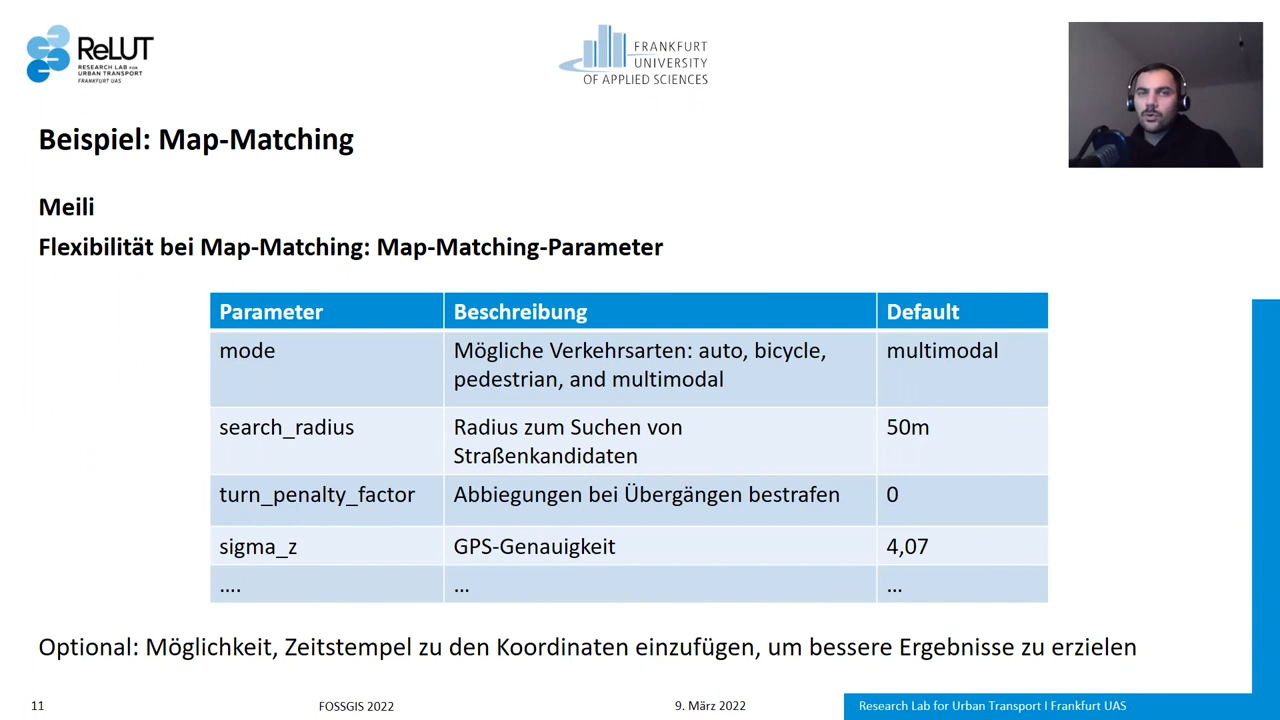 ReLUT
RESEARCH LAB FOR
URBAN TRANSPORT
FRANKFURT UAS
FRANKFURT
UNIVERSITY
OF APPLIED SCIENCES
Beispiel: Map-Matching
Meili
Flexibilität bei Map-Matching: Map-Matching-Parameter
Parameter Beschreibung Default
mode Mögliche Verkehrsarten: auto, bicycle, multimodal
pedestrian, and multimodal
search_radius Radius zum Suchen von 50m
Straßenkandidaten
turn_penalty_factor Abbiegungen bei Übergängen bestrafen 0
sigma_z GPS-Genauigkeit 4,07
.... ... ...
Optional: Möglichkeit, Zeitstempel zu den Koordinaten einzufügen, um bessere Ergebnisse zu erzielen
11 FOSSGIS 2022 9. März 2022 Research Lab for Urban Transport I Frankfurt UAS